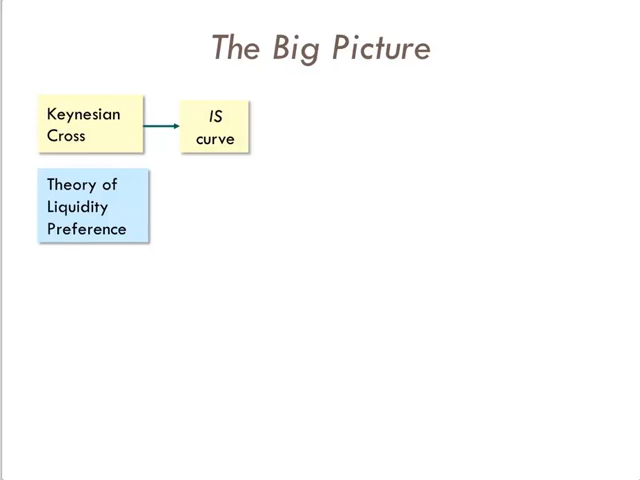 The Big Picture
Keynesian
Cross
IS
curve
Theory of
Liquidity
Preference